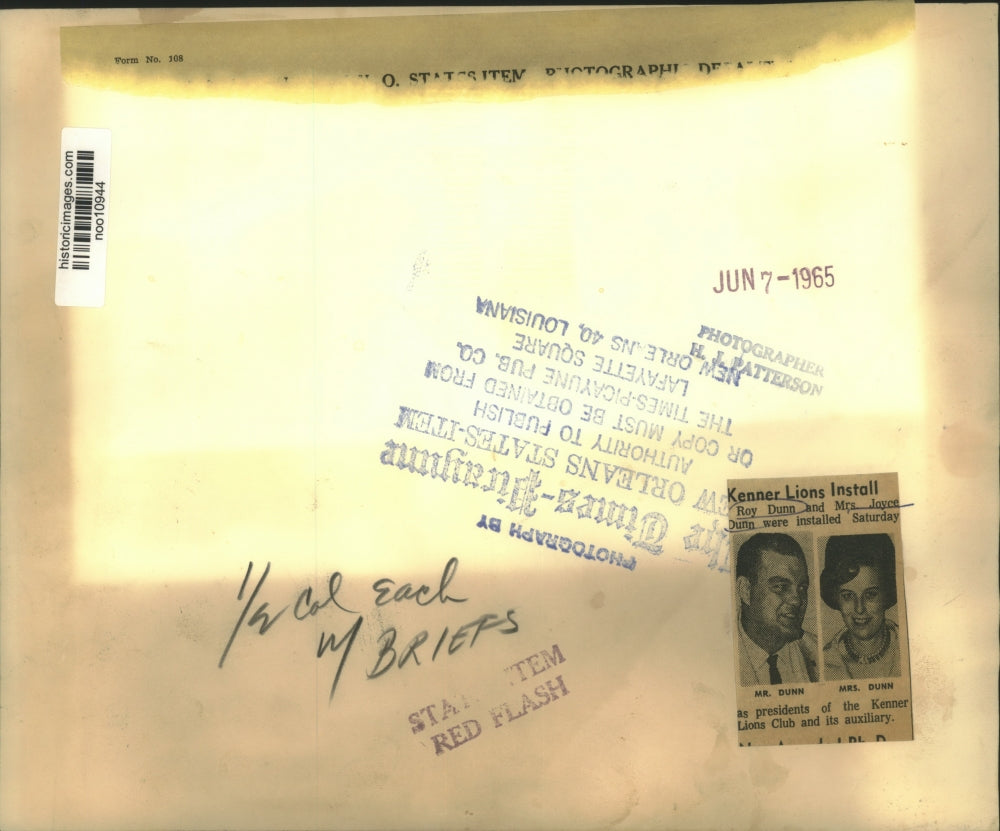 Form No. 108
O. STATES ITEM PHOTOGRAPHI
historicimages.com
noo10944
JUN 7-1965
PHOTOGRAPHER
H. J. PATTERSON
PHOTOGRAPH BY
The Times-Picayune
NEW ORLEANS STATES-ITEM
AUTHORITY TO PUBLISH
OR COPY MUST BE OBTAINED FROM
THE TIMES-PICAYUNE PUB. CO.
LAFAYETTE SQUARE
NEW ORLEANS 40, LOUISIANA
1/2 Col Each
W/ BRIEFS
STA ITEM
RED FLASH
Kenner Lions Install
Roy Dunn and Mrs. Joyce
Dunn were installed Saturday
MR. DUNN
MRS. DUNN
as presidents of the Kenner
Lions Club and its auxiliary.